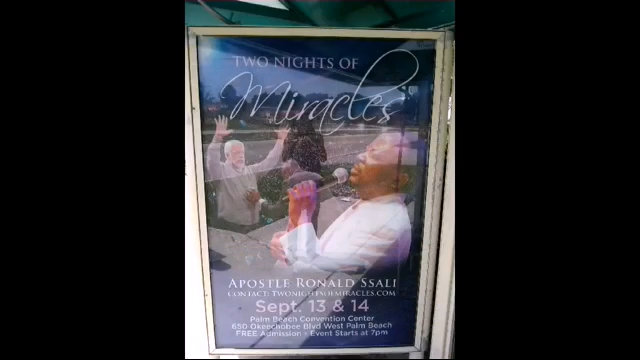 TWO NIGHTS OF
Miracles
APOSTLE RONALD SSALI
CONTACT: TWONIGHTSOFMIRACLES.COM
Sept. 13 & 14
Palm Beach Convention Center
650 Okeechobee Blvd West Palm Beach
FREE Admission - Event Starts at 7pm